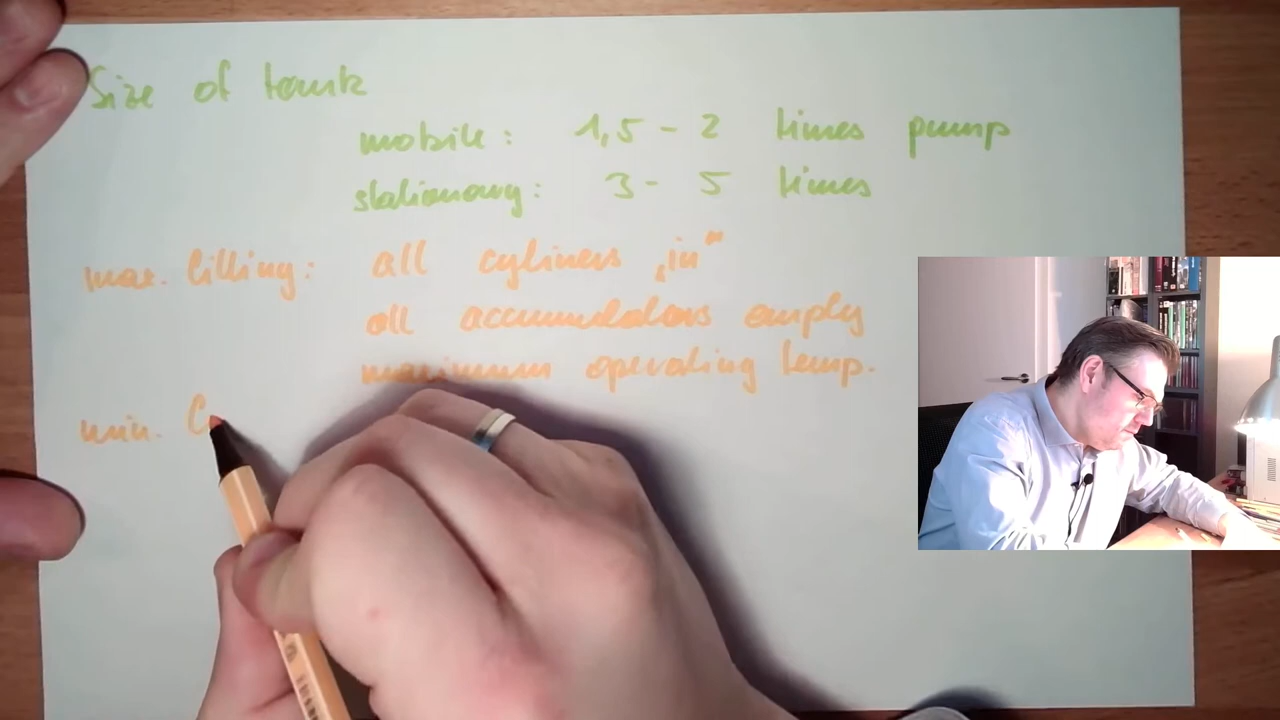 Size of tank
mobile: 1,5 - 2 times pump
stationary: 3 - 5 times
max. filling: all cyliners „in“
all accumulators empty
maximum operating temp.
min.